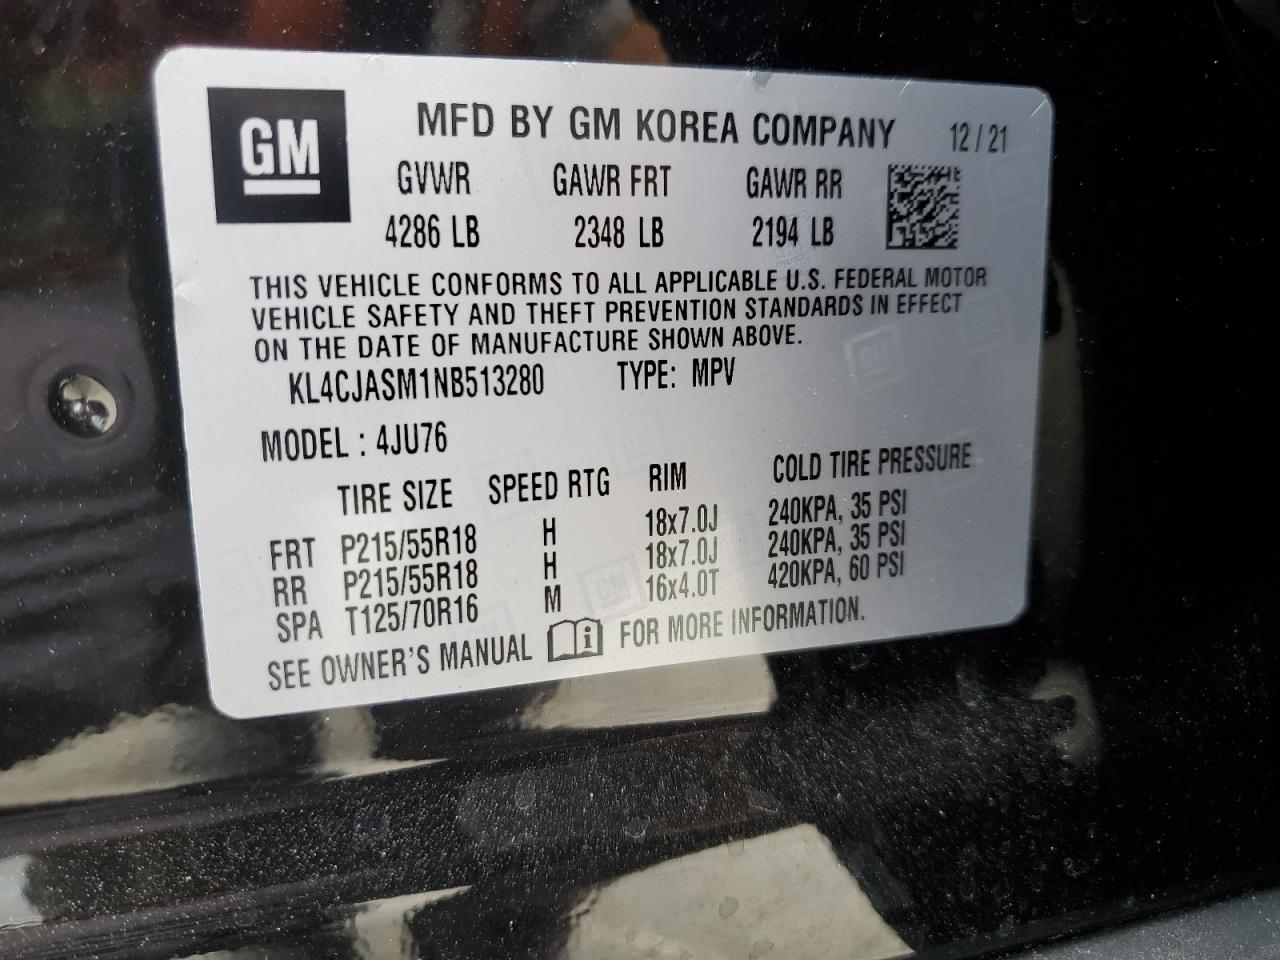 GM
MFD BY GM KOREA COMPANY 12/21
GVWR GAWR FRT GAWR RR
4286 LB 2348 LB 2194 LB
THIS VEHICLE CONFORMS TO ALL APPLICABLE U.S. FEDERAL MOTOR
VEHICLE SAFETY AND THEFT PREVENTION STANDARDS IN EFFECT
ON THE DATE OF MANUFACTURE SHOWN ABOVE.
KL4CJASM1NB513280 TYPE: MPV
MODEL : 4JU76
TIRE SIZE SPEED RTG RIM COLD TIRE PRESSURE
FRT P215/55R18 H 18x7.0J 240KPA, 35 PSI
RR P215/55R18 H 18x7.0J 240KPA, 35 PSI
SPA T125/70R16 M 16x4.0T 420KPA, 60 PSI
SEE OWNER'S MANUAL FOR MORE INFORMATION.